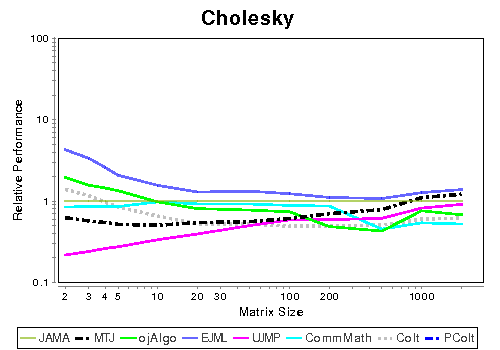 Cholesky
100
10
1
0.1
Relative Performance
2 3 4 5 10 20 30 100 200 1000
Matrix Size
JAMA MTJ ojAlgo EJML UJMP CommMath Colt PColt